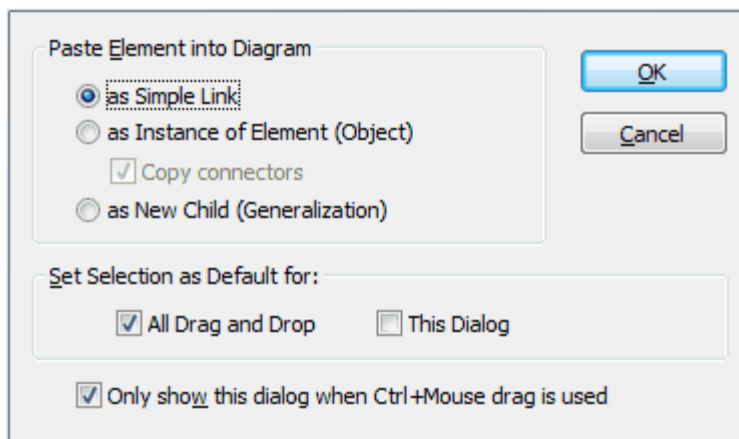 Paste Element into Diagram
as Simple Link
as Instance of Element (Object)
Copy connectors
as New Child (Generalization)
OK
Cancel
Set Selection as Default for:
All Drag and Drop
This Dialog
Only show this dialog when Ctrl+Mouse drag is used